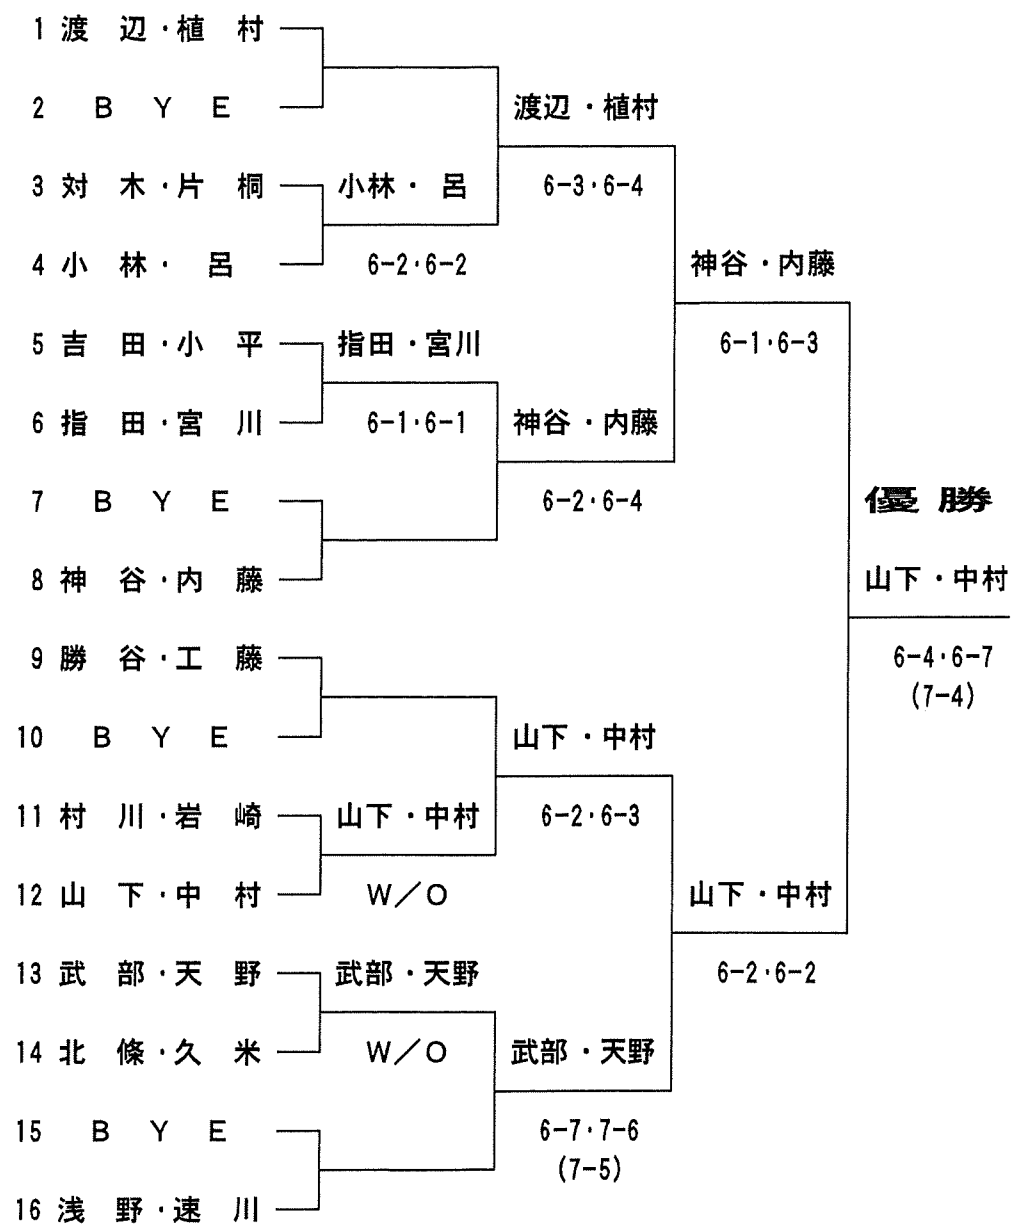 1 渡 辺・植 村
2 B Y E
渡辺・植村
3 対 木・片 桐
小林・ 呂
6-3・6-4
4 小 林・ 呂
6-2・6-2
神谷・内藤
5 吉 田・小 平
指田・宮川
6-1・6-3
6 指 田・宮 川
6-1・6-1
神谷・内藤
7 B Y E
6-2・6-4
優 勝
8 神 谷・内 藤
山下・中村
9 勝 谷・工 藤
6-4・6-7
(7-4)
10 B Y E
山下・中村
11 村 川・岩 崎
山下・中村
6-2・6-3
12 山 下・中 村
W/O
山下・中村
13 武 部・天 野
武部・天野
6-2・6-2
14 北 條・久 米
W/O
武部・天野
15 B Y E
6-7・7-6
(7-5)
16 浅 野・速 川